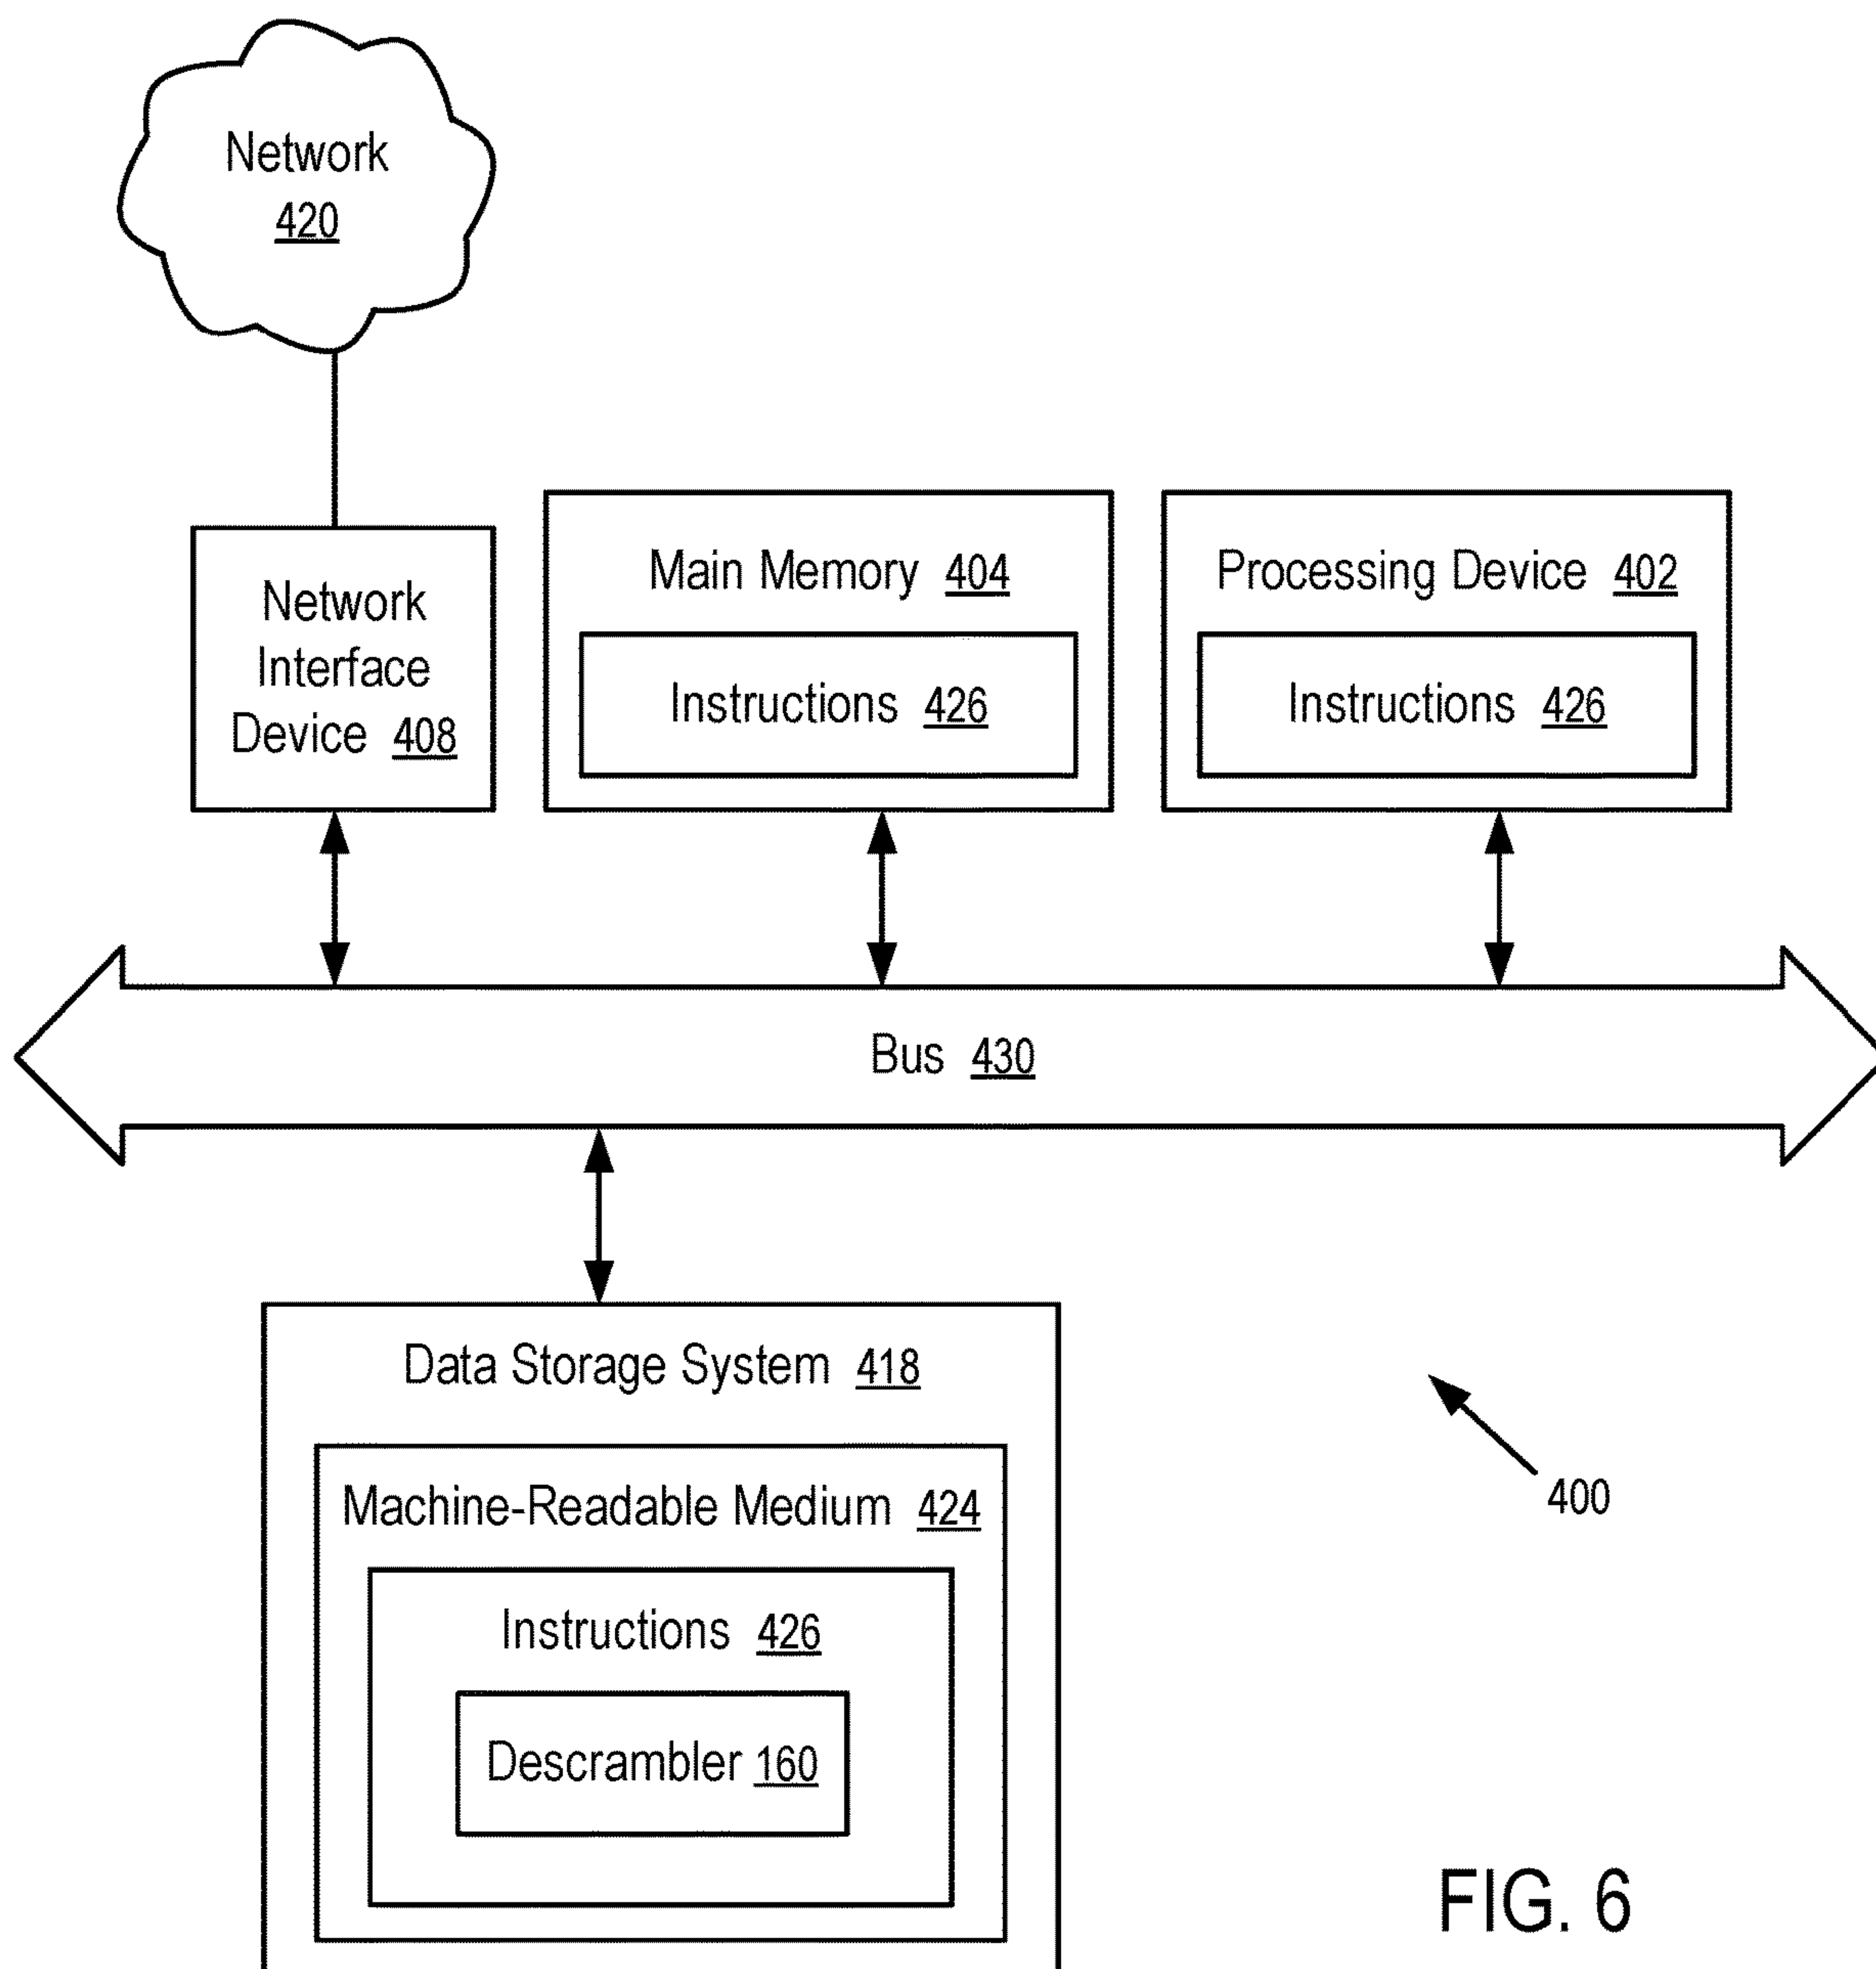 Network
420
Network
Interface
Device 408
Main Memory 404
Instructions 426
Processing Device 402
Instructions 426
Bus 430
Data Storage System 418
Machine-Readable Medium 424
Instructions 426
Descrambler 160
400
FIG. 6